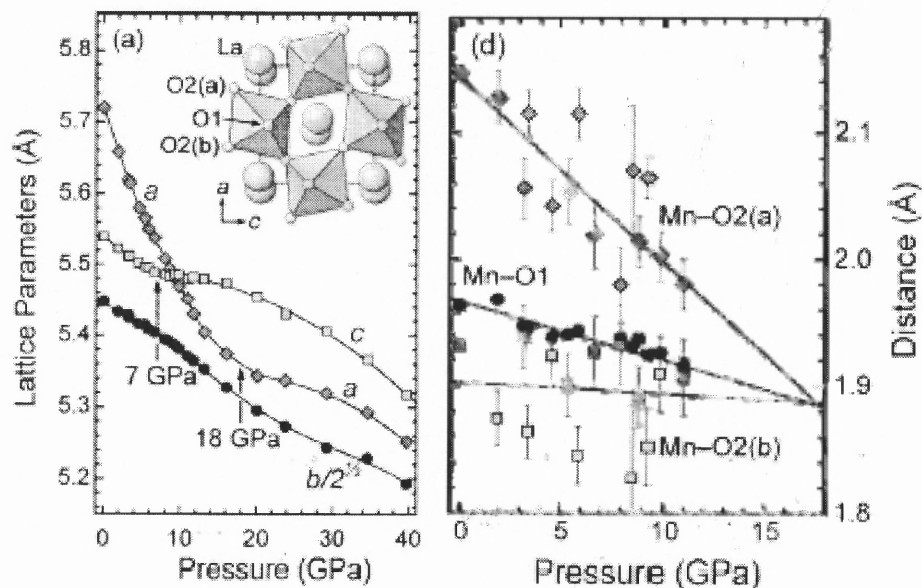 (a)
La
O2(a)
O1
O2(b)
a
c
a
c
a
7 GPa
18 GPa
b/2^½
5.8
5.7
5.6
5.5
5.4
5.3
5.2
Lattice Parameters (Å)
0 10 20 30 40
Pressure (GPa)
(d)
Mn–O2(a)
Mn–O1
Mn–O2(b)
2.1
2.0
1.9
1.8
Distance (Å)
0 5 10 15
Pressure (GPa)